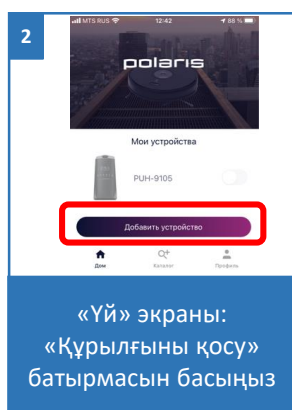 2
MTS RUS 12:42 88 %
polaris
Мои устройства
PUH-9105
Добавить устройство
Дом Каталог Профиль
«Үй» экраны:
«Құрылғыны қосу»
батырмасын басыңыз